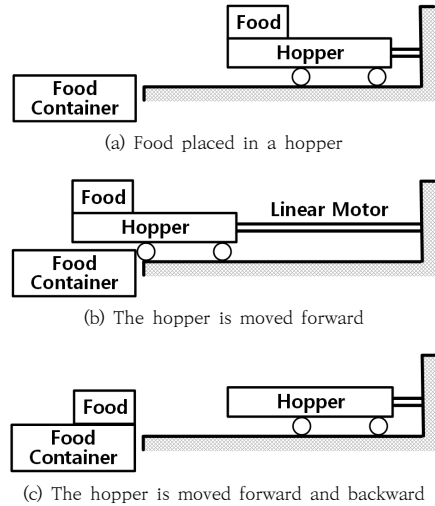 Food
Hopper
Food
Container
(a) Food placed in a hopper
Food
Linear Motor
Hopper
Food
Container
(b) The hopper is moved forward
Food
Hopper
Food
Container
(c) The hopper is moved forward and backward